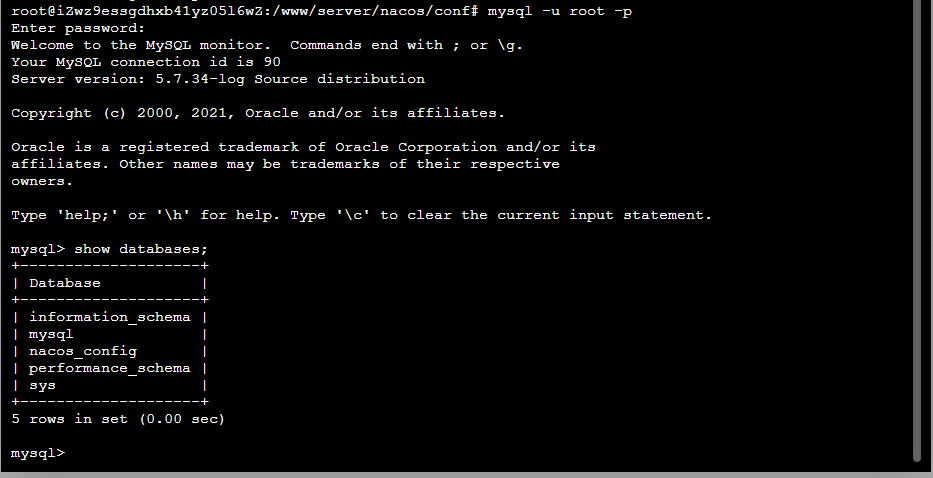 root@iZwz9essgdhxb41yz05l6wZ:/www/server/nacos/conf# mysql -u root -p
Enter password:
Welcome to the MySQL monitor.  Commands end with ; or \g.
Your MySQL connection id is 90
Server version: 5.7.34-log Source distribution

Copyright (c) 2000, 2021, Oracle and/or its affiliates.

Oracle is a registered trademark of Oracle Corporation and/or its
affiliates. Other names may be trademarks of their respective
owners.

Type 'help;' or '\h' for help. Type '\c' to clear the current input statement.

mysql> show databases;
+--------------------+
| Database           |
+--------------------+
| information_schema |
| mysql              |
| nacos_config       |
| performance_schema |
| sys                |
+--------------------+
5 rows in set (0.00 sec)

mysql>